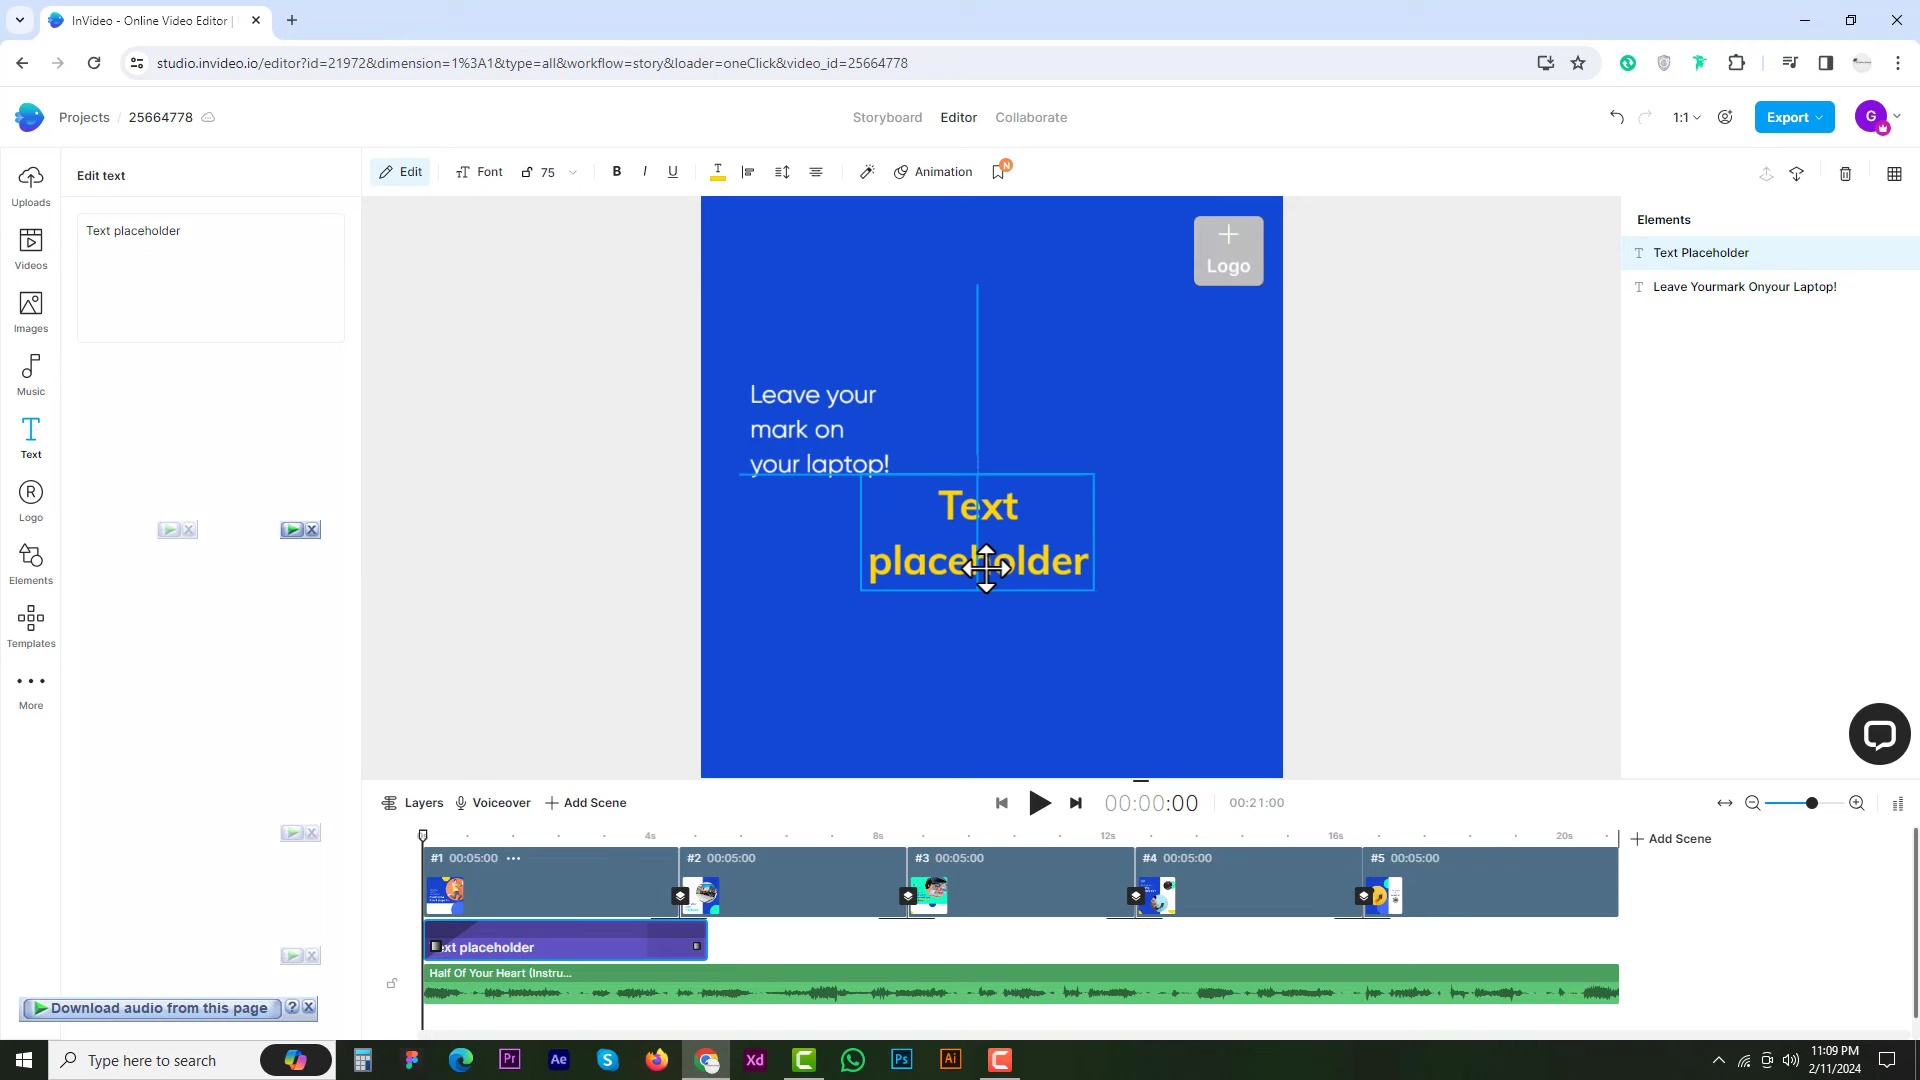 InVideo - Online Video Editor |
studio.invideo.io/editor?id=21972&dimension=1%3A1&type=all&workflow=story&loader=oneClick&video_id=25664778
Projects / 25664778
Storyboard Editor Collaborate
1:1
Export
G
Uploads
Videos
Images
Music
Text
Logo
Elements
Templates
More
Edit text
Text placeholder
Edit
Font
75
B I U
Animation
N
Logo
Leave your
mark on
your laptop!
Text
placeholder
Elements
Text Placeholder
Leave Yourmark Onyour Laptop!
Layers
Voiceover
Add Scene
00:00:00
00:21:00
4s 8s 12s 16s 20s
Add Scene
#1 00:05:00
#2 00:05:00
#3 00:05:00
#4 00:05:00
#5 00:05:00
ext placeholder
Half Of Your Heart (Instru...
Download audio from this page
Type here to search
Pr
Ae
Xd
Ps
Ai
11:09 PM
2/11/2024